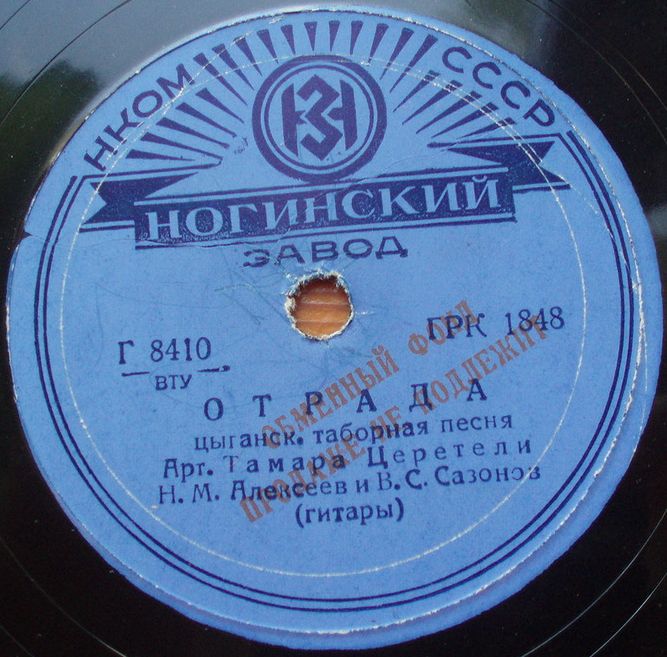 НКОМ СССР
НЗ
НОГИНСКИЙ
ЗАВОД
Г 8410
ВТУ
ГРК 1848
ОТРАДА
цыганск. таборная песня
Арт. Тамара Церетели
Н. М. Алексеев и В. С. Сазонов
(гитары)
ОБМЕННЫЙ ФОНД
ПРОДАЖЕ НЕ ПОДЛЕЖИТ